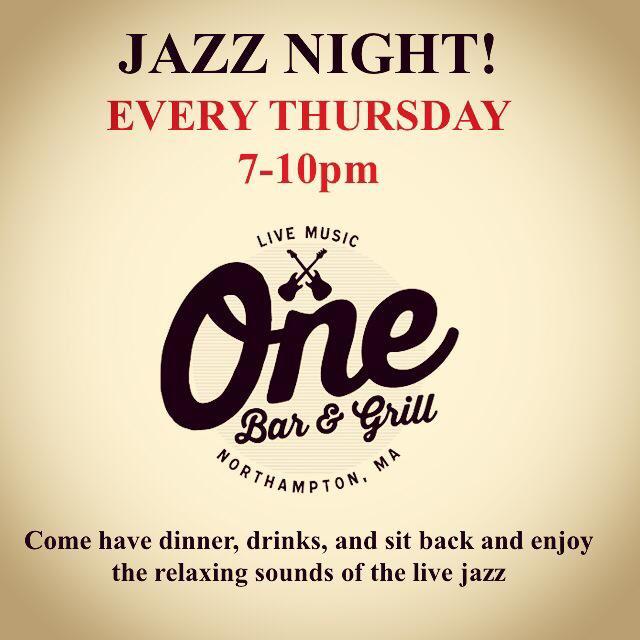 JAZZ NIGHT!
EVERY THURSDAY
7-10pm
LIVE MUSIC
One
Bar & Grill
NORTHAMPTON, MA
Come have dinner, drinks, and sit back and enjoy
the relaxing sounds of the live jazz